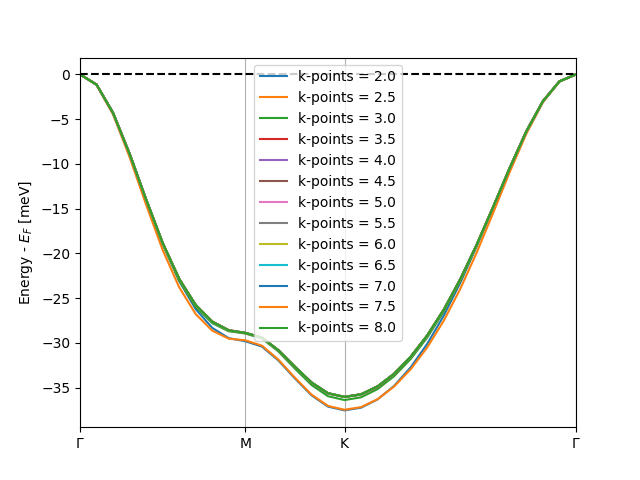 0
−5
−10
−15
−20
−25
−30
−35
Energy - E_F [meV]
k-points = 2.0
k-points = 2.5
k-points = 3.0
k-points = 3.5
k-points = 4.0
k-points = 4.5
k-points = 5.0
k-points = 5.5
k-points = 6.0
k-points = 6.5
k-points = 7.0
k-points = 7.5
k-points = 8.0
Γ M K Γ